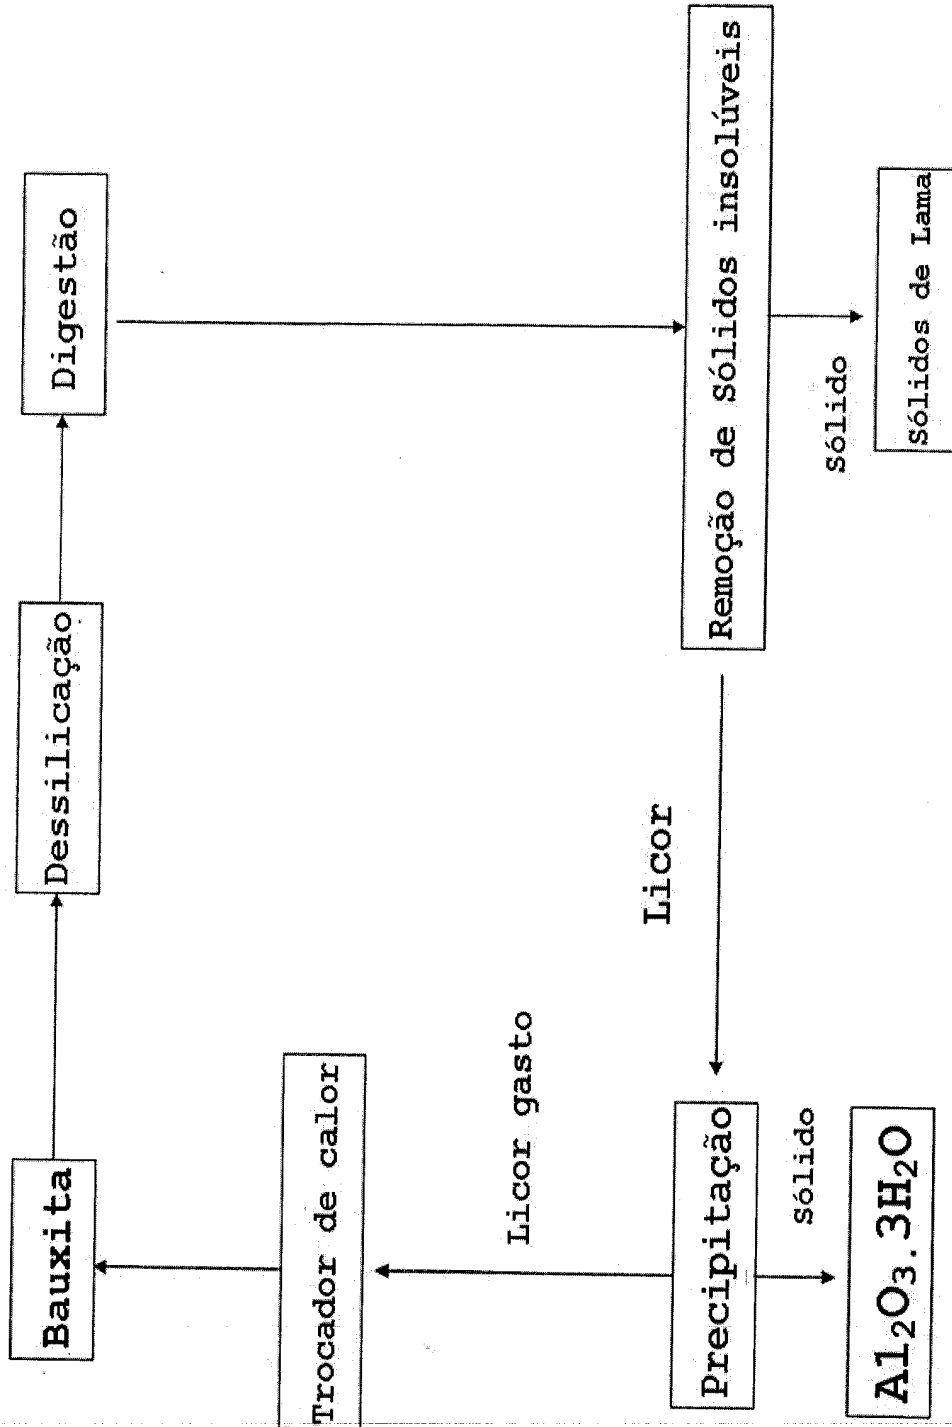 Bauxita
Dessilicação
Digestão
Trocador de calor
Licor gasto
Licor
Precipitação
Remoção de Sólidos insolúveis
Sólido
Sólido
Al₂O₃.3H₂O
Sólidos de Lama